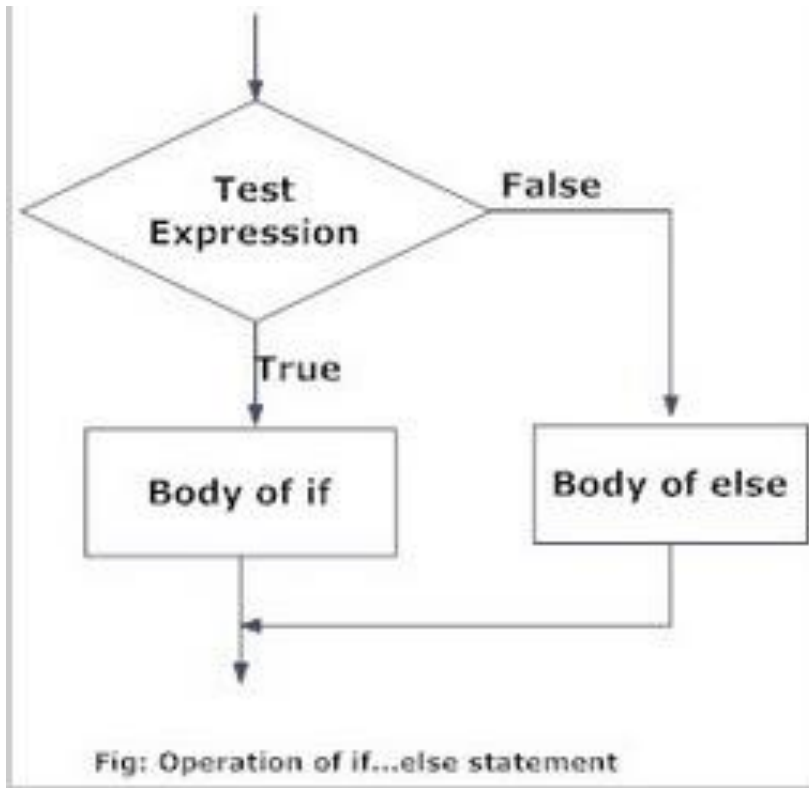 Test
Expression
False
True
Body of if
Body of else
Fig: Operation of if...else statement